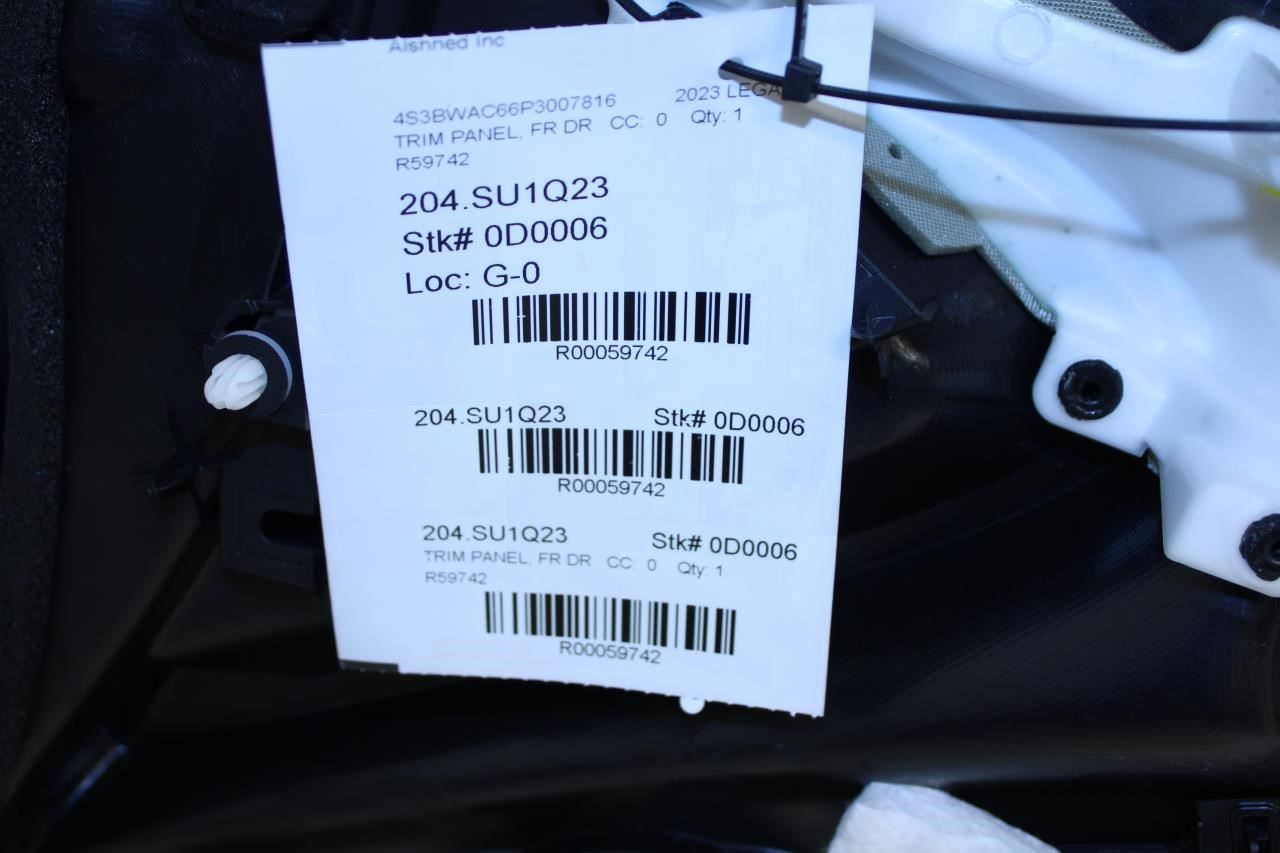 Aishned Inc
4S3BWAC66P3007816 2023 LEGA
TRIM PANEL, FR DR CC: 0 Qty: 1
R59742
204.SU1Q23
Stk# 0D0006
Loc: G-0
R00059742
204.SU1Q23 Stk# 0D0006
R00059742
204.SU1Q23 Stk# 0D0006
TRIM PANEL, FR DR CC: 0 Qty: 1
R59742
R00059742